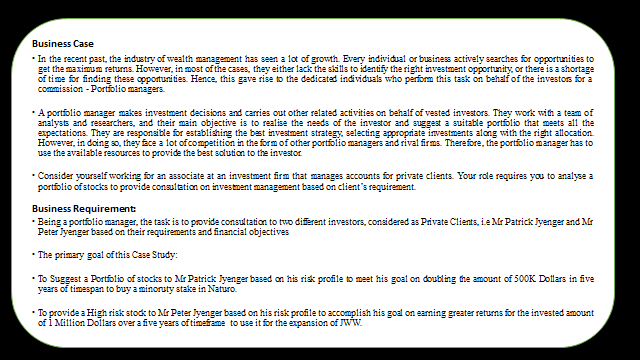 Business Case
• In the recent past, the industry of wealth management has seen a lot of growth. Every individual or business actively searches for opportunities to
get the maximum returns. However, in most of the cases, they either lack the skills to identify the right investment opportunity, or there is a shortage
of time for finding these opportunities. Hence, this gave rise to the dedicated individuals who perform this task on behalf of the investors for a
commission - Portfolio managers.
• A portfolio manager makes investment decisions and carries out other related activities on behalf of vested investors. They work with a team of
analysts and researchers, and their main objective is to realise the needs of the investor and suggest a suitable portfolio that meets all the
expectations. They are responsible for establishing the best investment strategy, selecting appropriate investments along with the right allocation.
However, in doing so, they face a lot of competition in the form of other portfolio managers and rival firms. Therefore, the portfolio manager has to
use the available resources to provide the best solution to the investor.
• Consider yourself working for an associate at an investment firm that manages accounts for private clients. Your role requires you to analyse a
portfolio of stocks to provide consultation on investment management based on client's requirement.
Business Requirement:
• Being a portfolio manager, the task is to provide consultation to two different investors, considered as Private Clients, i.e Mr Patrick Jyenger and Mr
Peter Jyenger based on their requirements and financial objectives
• The primary goal of this Case Study:
• To Suggest a Portfolio of stocks to Mr Patrick Jyenger based on his risk profile to meet his goal on doubling the amount of 500K Dollars in five
years of timespan to buy a minoruty stake in Naturo.
• To provide a High risk stock to Mr Peter Jyenger based on his risk profile to accomplish his goal on earning greater returns for the invested amount
of 1 Million Dollars over a five years of timeframe to use it for the expansion of JWW.